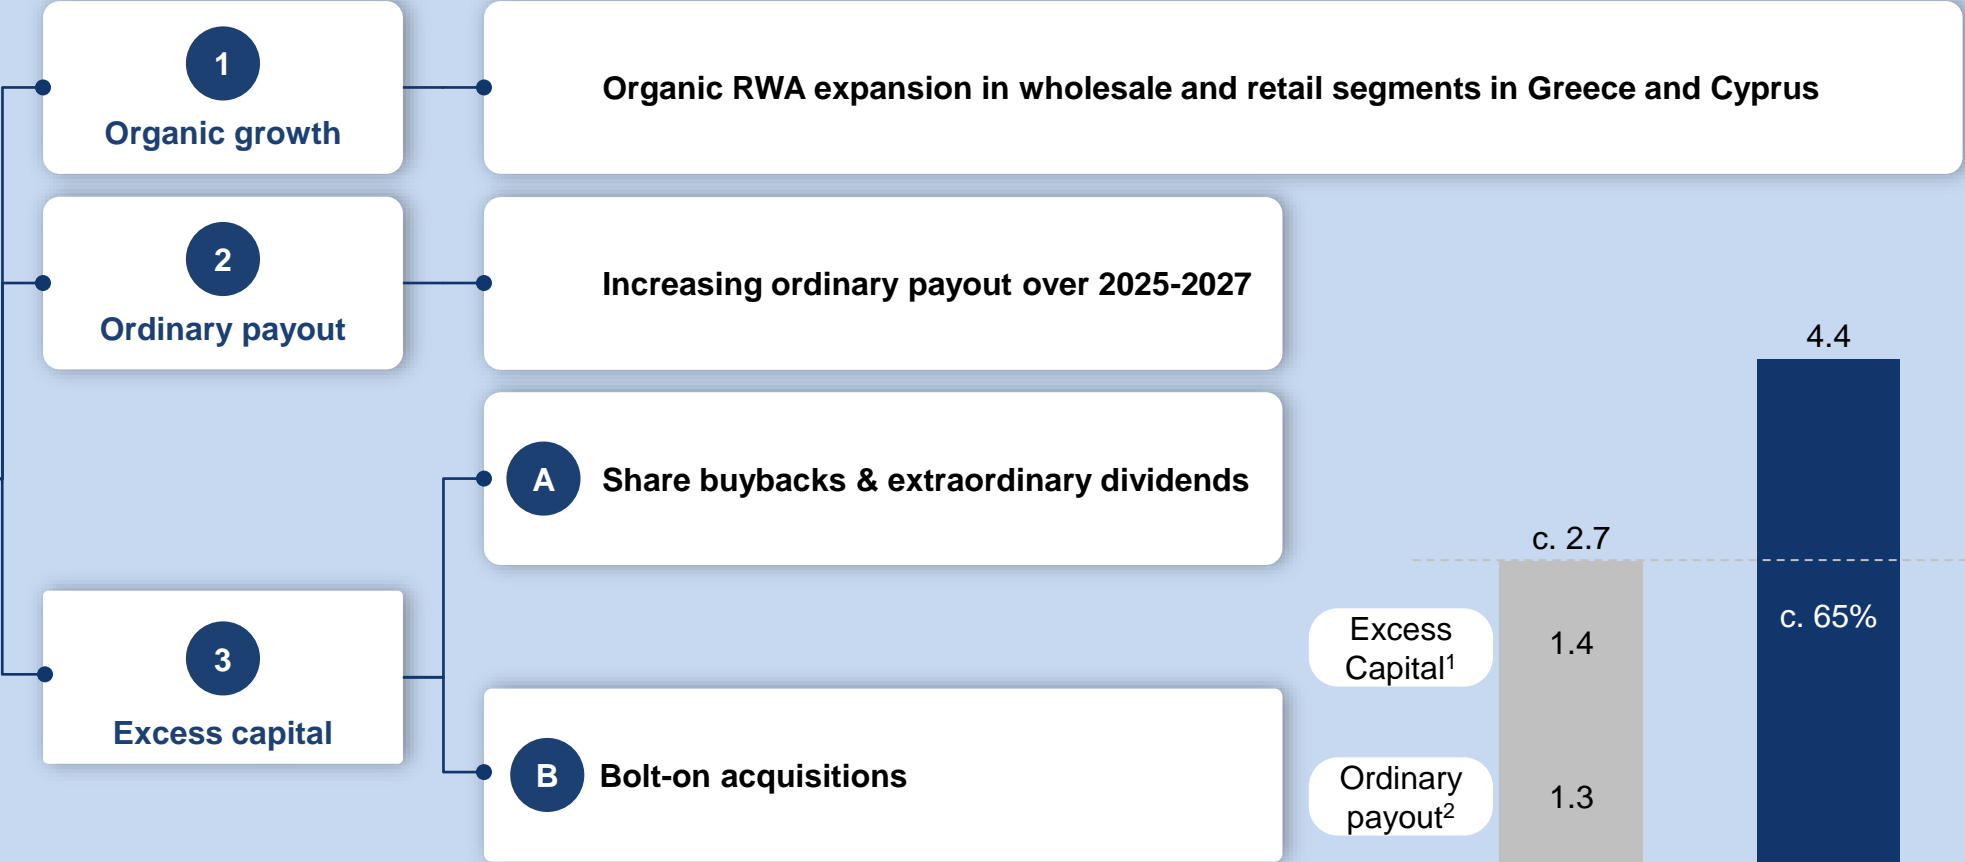 1
Organic growth
Organic RWA expansion in wholesale and retail segments in Greece and Cyprus
2
Ordinary payout
Increasing ordinary payout over 2025-2027
A
Share buybacks & extraordinary dividends
3
Excess capital
B
Bolt-on acquisitions
4.4
c. 2.7
c. 65%
Excess
Capital¹
1.4
Ordinary
payout²
1.3